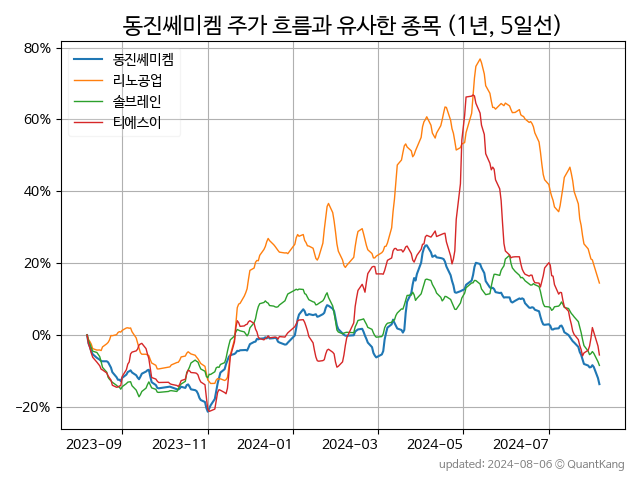 동진쎄미켐 주가 흐름과 유사한 종목 (1년, 5일선)
80%
60%
40%
20%
0%
−20%
동진쎄미켐
리노공업
솔브레인
티에스이
2023-09
2023-11
2024-01
2024-03
2024-05
2024-07
updated: 2024-08-06 © QuantKang